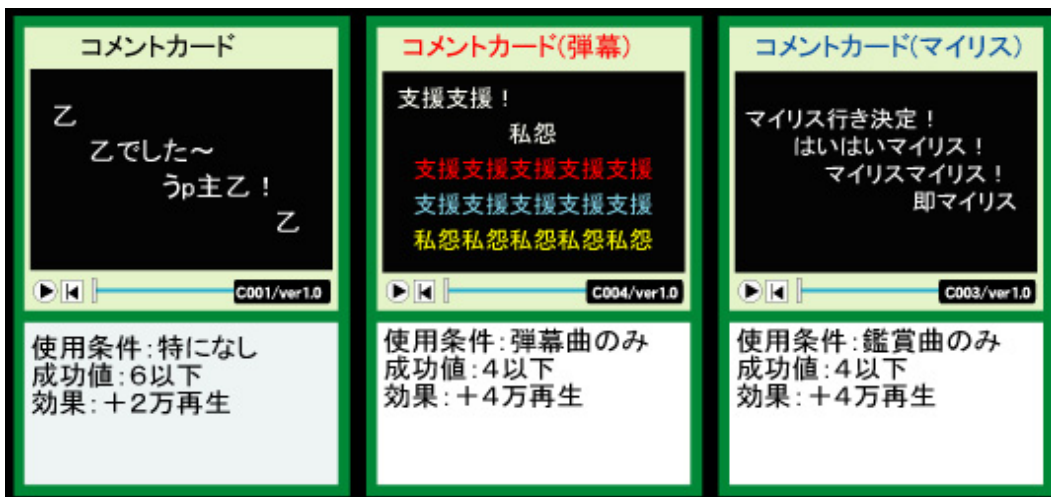 コメントカード
乙
乙でした～
うp主乙！
乙
C001/ver1.0
使用条件：特になし
成功値：6以下
効果：＋2万再生
コメントカード(弾幕)
支援支援！
私怨
支援支援支援支援支援
支援支援支援支援支援
私怨私怨私怨私怨私怨
C004/ver1.0
使用条件：弾幕曲のみ
成功値：4以下
効果：＋4万再生
コメントカード(マイリス)
マイリス行き決定！
はいはいマイリス！
マイリスマイリス！
即マイリス
C003/ver1.0
使用条件：鑑賞曲のみ
成功値：4以下
効果：＋4万再生